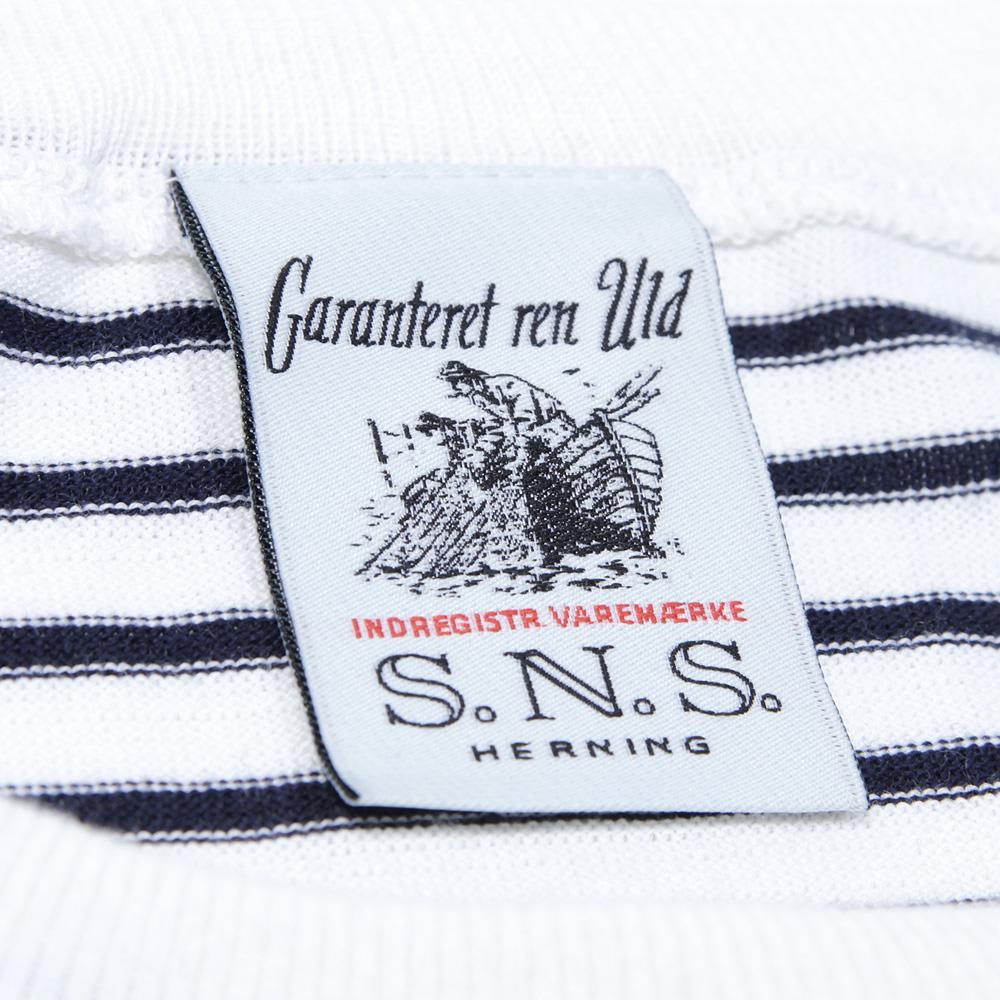 Garanteret ren Uld
INDREGISTR. VAREMÆRKE
S.N.S.
HERNING